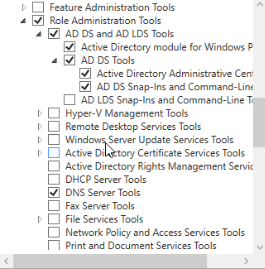 Feature Administration Tools
Role Administration Tools
AD DS and AD LDS Tools
Active Directory module for Windows P
AD DS Tools
Active Directory Administrative Cen
AD DS Snap-Ins and Command-Line
AD LDS Snap-Ins and Command-Line T
Hyper-V Management Tools
Remote Desktop Services Tools
Windows Server Update Services Tools
Active Directory Certificate Services Tools
Active Directory Rights Management Servic
DHCP Server Tools
DNS Server Tools
Fax Server Tools
File Services Tools
Network Policy and Access Services Tools
Print and Document Services Tools